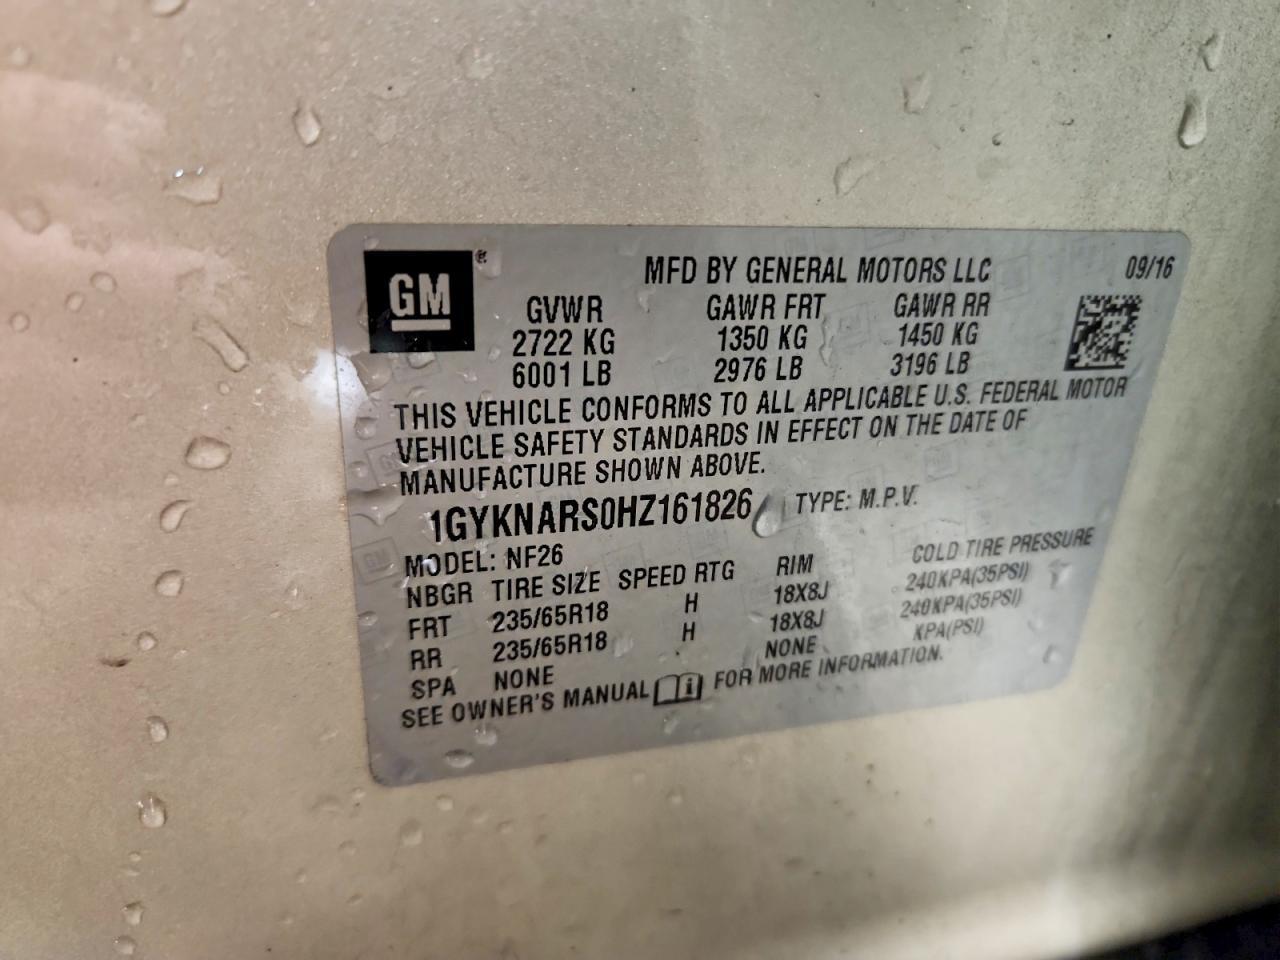 GM ® MFD BY GENERAL MOTORS LLC 09/16
GVWR GAWR FRT GAWR RR
2722 KG 1350 KG 1450 KG
6001 LB 2976 LB 3196 LB
THIS VEHICLE CONFORMS TO ALL APPLICABLE U.S. FEDERAL MOTOR
VEHICLE SAFETY STANDARDS IN EFFECT ON THE DATE OF
MANUFACTURE SHOWN ABOVE.
1GYKNARS0HZ161826 TYPE: M.P.V.
MODEL: NF26
NBGR TIRE SIZE SPEED RTG RIM COLD TIRE PRESSURE
FRT 235/65R18 H 18X8J 240KPA(35PSI)
RR 235/65R18 H 18X8J 240KPA(35PSI)
SPA NONE NONE KPA(PSI)
SEE OWNER'S MANUAL FOR MORE INFORMATION.